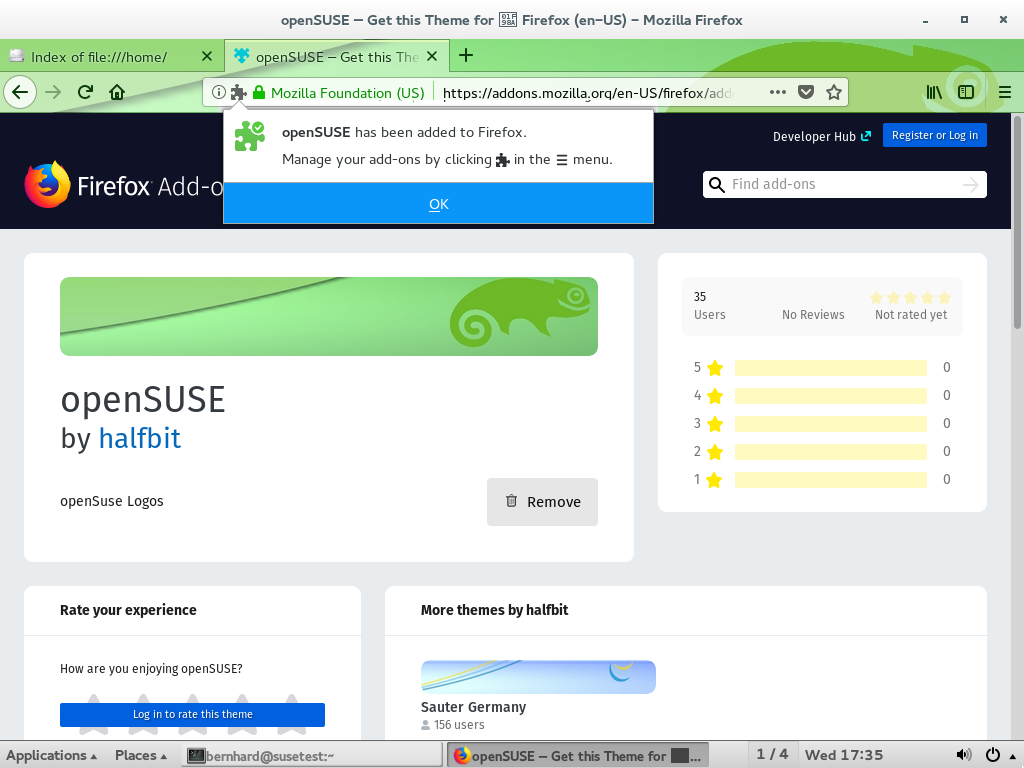 openSUSE — Get this Theme for 01F98A Firefox (en-US) - Mozilla Firefox
Index of file:///home/
openSUSE — Get this The
Mozilla Foundation (US)
https://addons.mozilla.org/en-US/firefox/add
openSUSE has been added to Firefox.
Manage your add-ons by clicking in the ☰ menu.
OK
Developer Hub
Register or Log in
Firefox Add-o
Find add-ons
openSUSE
by halfbit
openSuse Logos
Remove
35
Users
No Reviews
Not rated yet
5 0
4 0
3 0
2 0
1 0
Rate your experience
How are you enjoying openSUSE?
Log in to rate this theme
More themes by halfbit
Sauter Germany
156 users
Applications
Places
bernhard@susetest:~
openSUSE — Get this Theme for ...
1 / 4
Wed 17:35